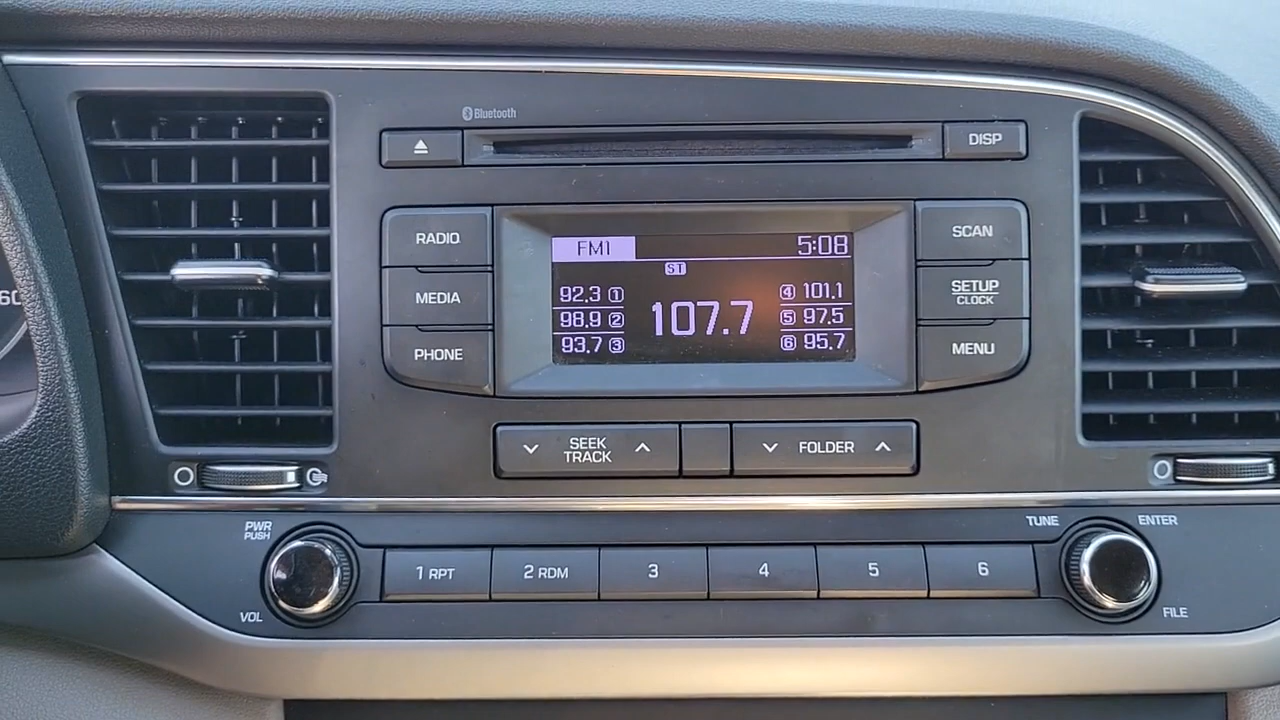 Bluetooth
DISP
RADIO
SCAN
FM1 5:08
ST
MEDIA
92.3 1
107.7
4 101.1
98.9 2
5 97.5
93.7 3
6 95.7
SETUP
CLOCK
PHONE
MENU
60
SEEK
TRACK
FOLDER
PWR
PUSH
TUNE
ENTER
1 RPT
2 RDM
3
4
5
6
VOL
FILE